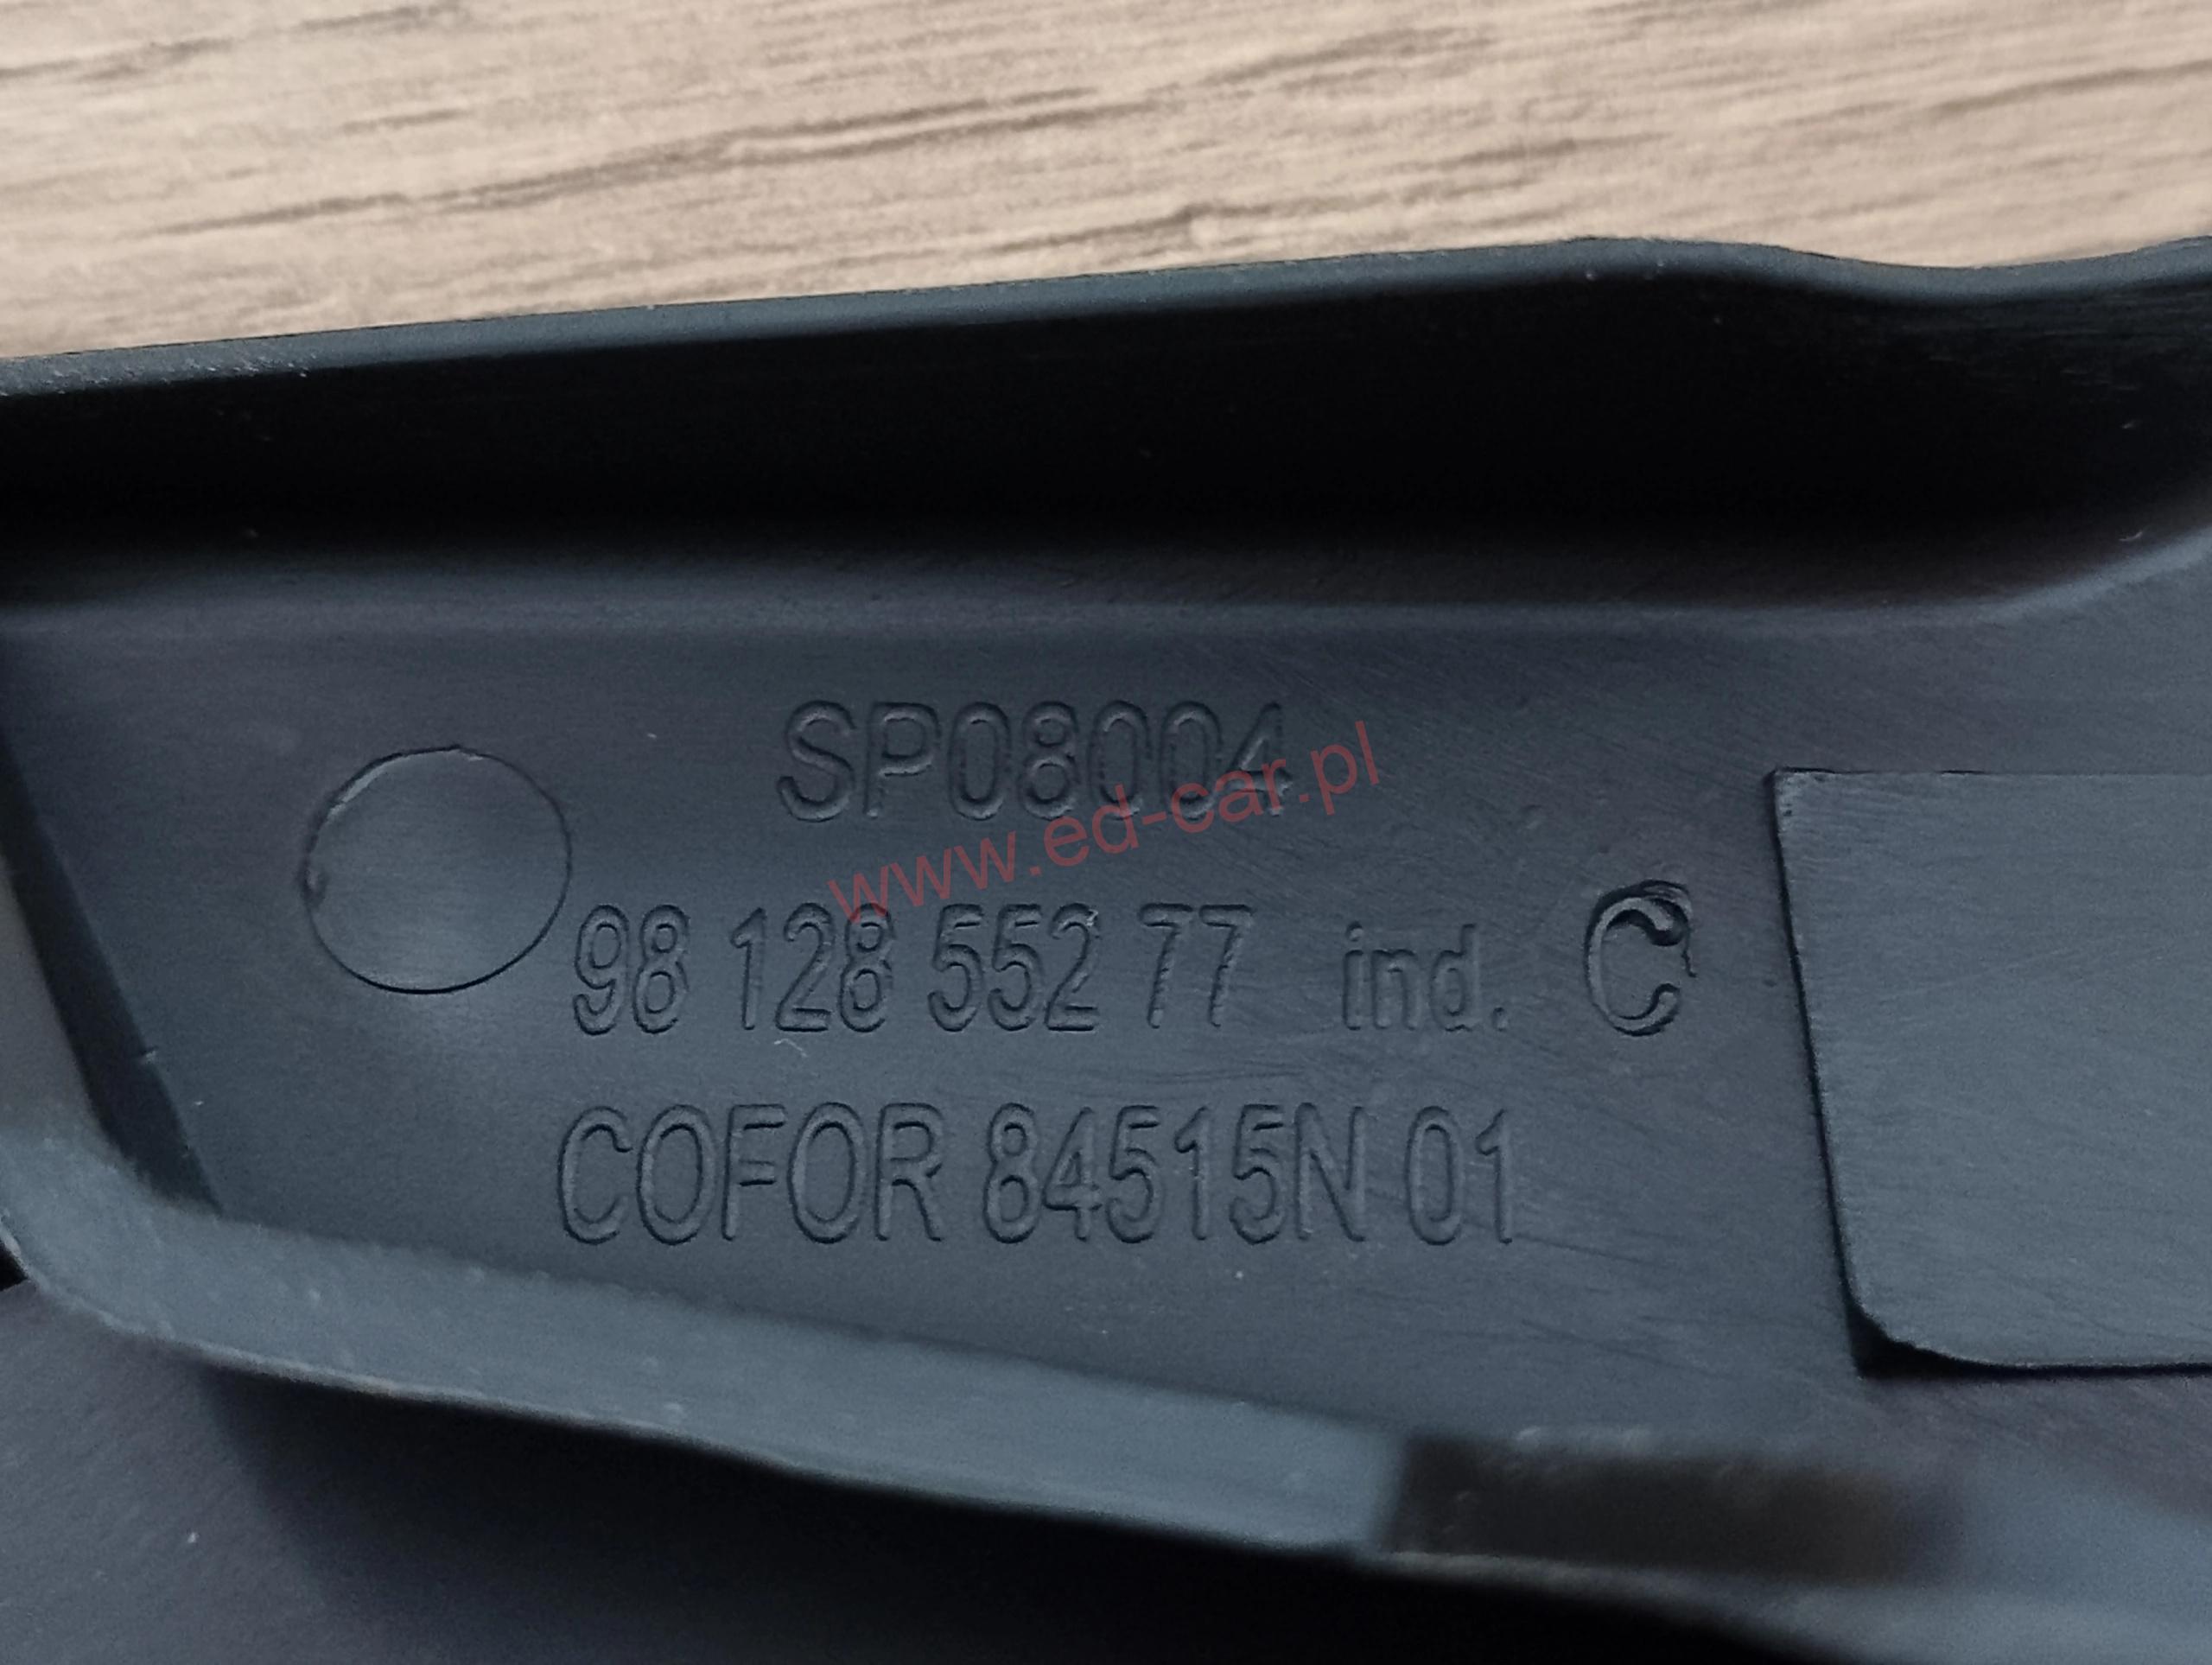 SP08004
www.ed-car.pl
98 128 552 77 ind. C
COFOR 84515N 01